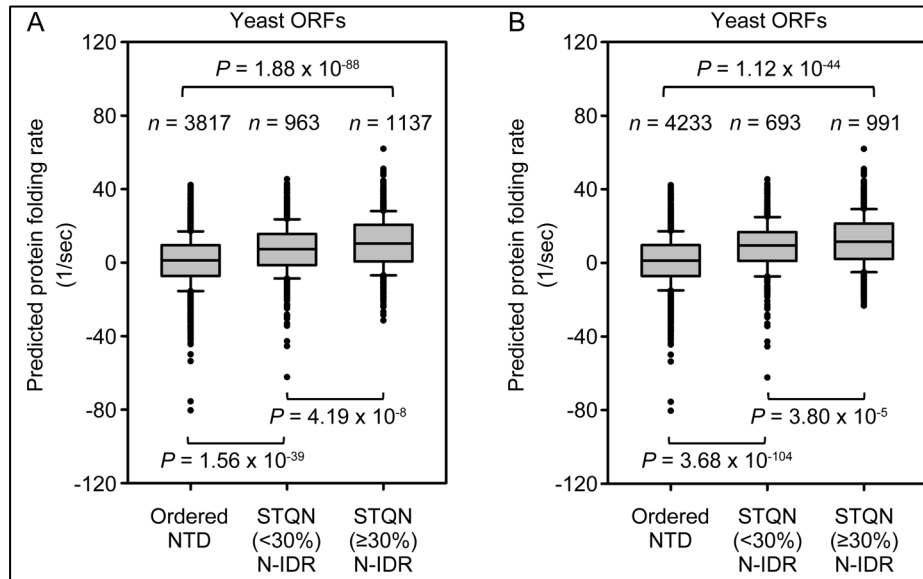 A
Yeast ORFs
Predicted protein folding rate
(1/sec)
120
80
40
0
-40
-80
-120
P = 1.88 x 10⁻⁸⁸
n = 3817
n = 963
n = 1137
P = 4.19 x 10⁻⁸
P = 1.56 x 10⁻³⁹
Ordered
NTD
STQN
(<30%)
N-IDR
STQN
(≥30%)
N-IDR
B
Yeast ORFs
Predicted protein folding rate
(1/sec)
120
80
40
0
-40
-80
-120
P = 1.12 x 10⁻⁴⁴
n = 4233
n = 693
n = 991
P = 3.80 x 10⁻⁵
P = 3.68 x 10⁻¹⁰⁴
Ordered
NTD
STQN
(<30%)
N-IDR
STQN
(≥30%)
N-IDR